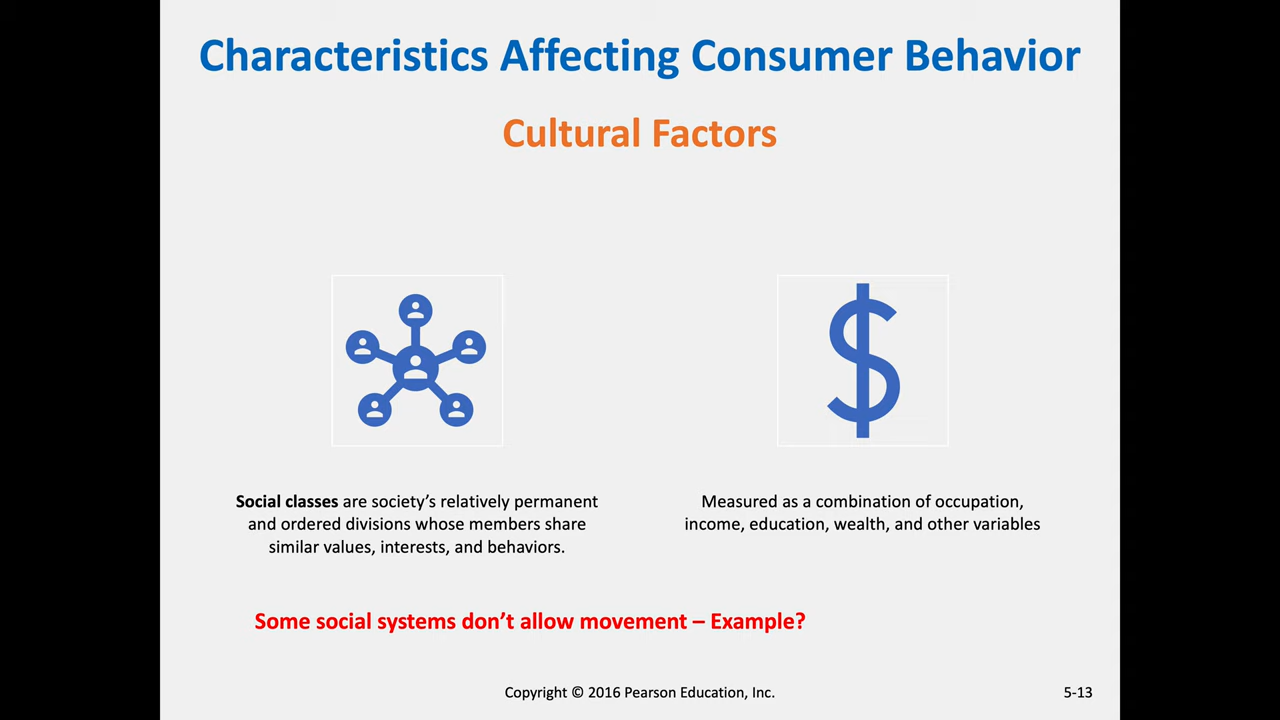 Characteristics Affecting Consumer Behavior
Cultural Factors
Social classes are society’s relatively permanent
and ordered divisions whose members share
similar values, interests, and behaviors.
Measured as a combination of occupation,
income, education, wealth, and other variables
Some social systems don’t allow movement – Example?
Copyright © 2016 Pearson Education, Inc.
5-13